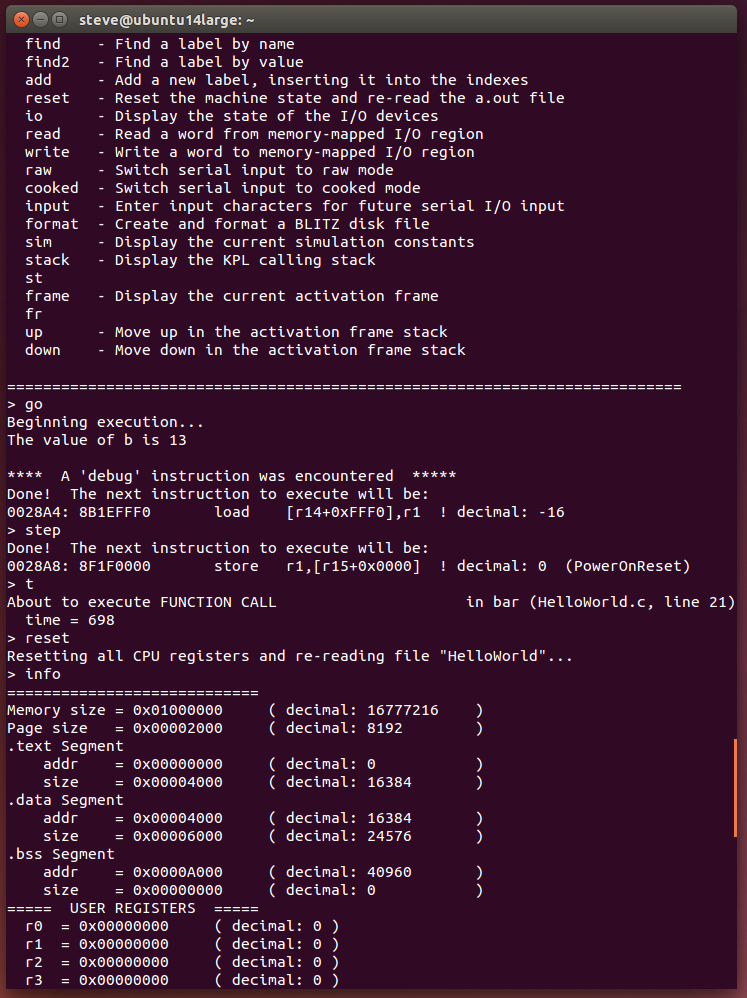 steve@ubuntu14large: ~
find    - Find a label by name
find2   - Find a label by value
add     - Add a new label, inserting it into the indexes
reset   - Reset the machine state and re-read the a.out file
io      - Display the state of the I/O devices
read    - Read a word from memory-mapped I/O region
write   - Write a word to memory-mapped I/O region
raw     - Switch serial input to raw mode
cooked  - Switch serial input to cooked mode
input   - Enter input characters for future serial I/O input
format  - Create and format a BLITZ disk file
sim     - Display the current simulation constants
stack   - Display the KPL calling stack
st
frame   - Display the current activation frame
fr
up      - Move up in the activation frame stack
down    - Move down in the activation frame stack
===========================================================================
> go
Beginning execution...
The value of b is 13
****  A 'debug' instruction was encountered  *****
Done!  The next instruction to execute will be:
0028A4: 8B1EFFF0       load    [r14+0xFFF0],r1  ! decimal: -16
> step
Done!  The next instruction to execute will be:
0028A8: 8F1F0000       store   r1,[r15+0x0000]  ! decimal: 0  (PowerOnReset)
> t
About to execute FUNCTION CALL                     in bar (HelloWorld.c, line 21)
  time = 698
> reset
Resetting all CPU registers and re-reading file "HelloWorld"...
> info
============================
Memory size = 0x01000000     ( decimal: 16777216    )
Page size   = 0x00002000     ( decimal: 8192        )
.text Segment
    addr    = 0x00000000     ( decimal: 0           )
    size    = 0x00004000     ( decimal: 16384       )
.data Segment
    addr    = 0x00004000     ( decimal: 16384       )
    size    = 0x00006000     ( decimal: 24576       )
.bss Segment
    addr    = 0x0000A000     ( decimal: 40960       )
    size    = 0x00000000     ( decimal: 0           )
=====  USER REGISTERS  =====
  r0  = 0x00000000     ( decimal: 0 )
  r1  = 0x00000000     ( decimal: 0 )
  r2  = 0x00000000     ( decimal: 0 )
  r3  = 0x00000000     ( decimal: 0 )